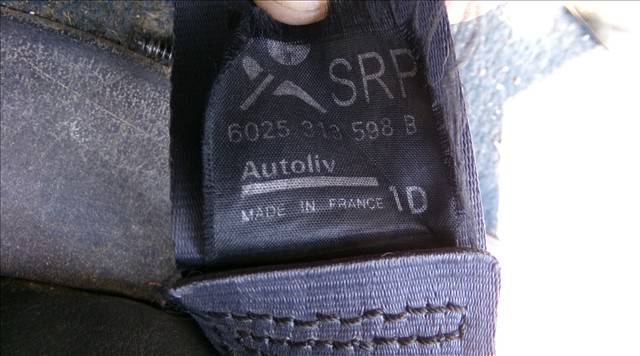 SRP
6025 313 598 B
Autoliv
MADE IN FRANCE 1D